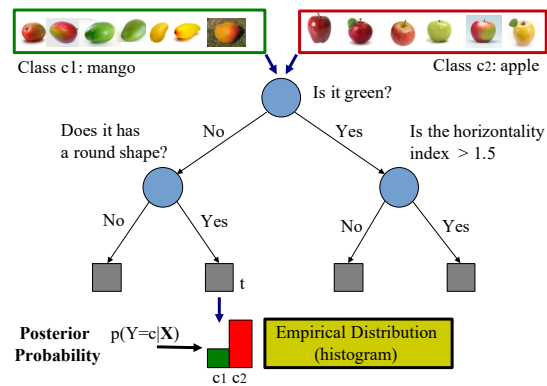 Class c1: mango
Class c2: apple
Is it green?
Does it has
a round shape?
No
Yes
Is the horizontality
index > 1.5
No
Yes
No
Yes
t
Posterior
Probability
p(Y=c|X)
Empirical Distribution
(histogram)
c1 c2